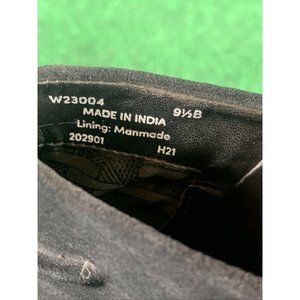 W23004 9½B
MADE IN INDIA
Lining: Manmade
202901 H21